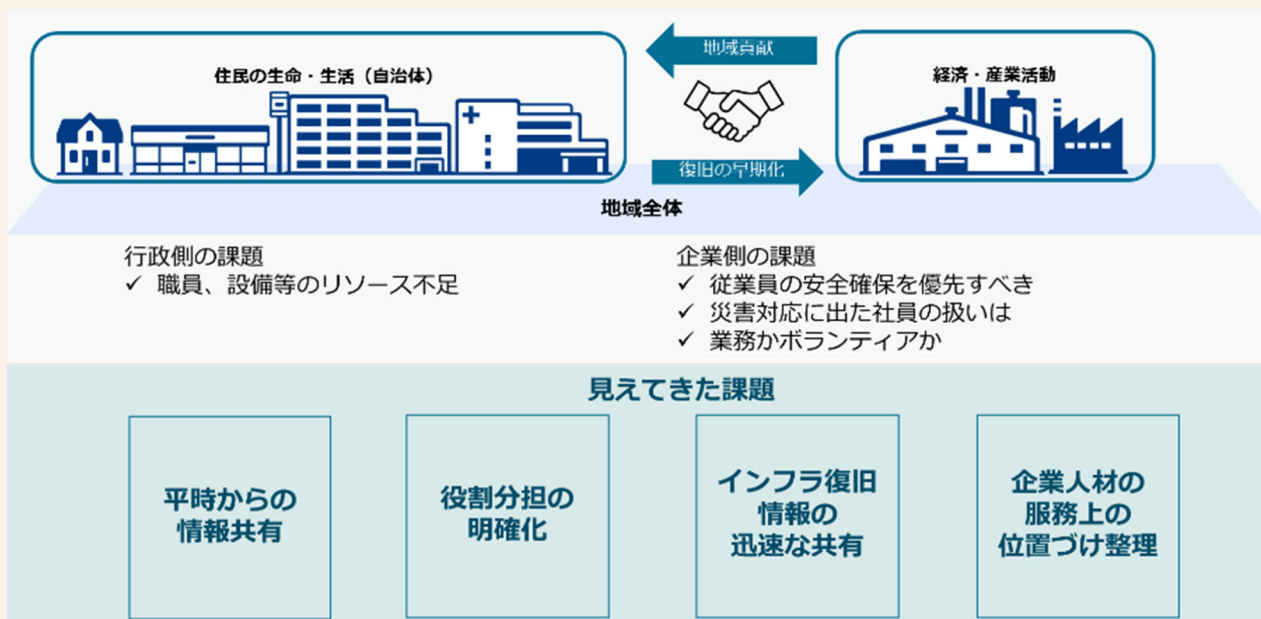 住民の生命・生活（自治体）
地域貢献
経済・産業活動
復旧の早期化
地域全体
行政側の課題
✓ 職員、設備等のリソース不足
企業側の課題
✓ 従業員の安全確保を優先すべき
✓ 災害対応に出た社員の扱いは
✓ 業務かボランティアか
見えてきた課題
平時からの
情報共有
役割分担の
明確化
インフラ復旧
情報の
迅速な共有
企業人材の
服務上の
位置づけ整理